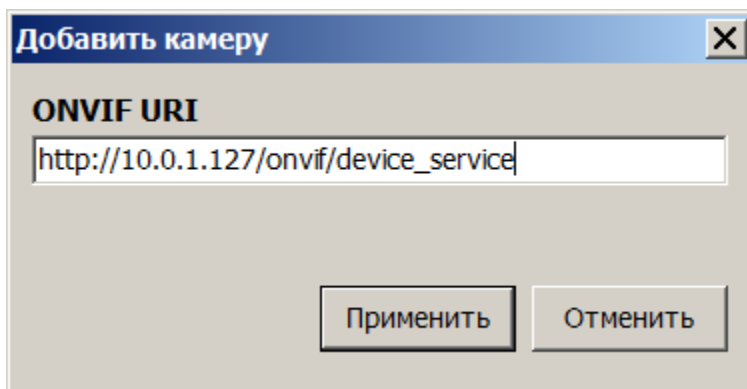 Добавить камеру
ONVIF URI
http://10.0.1.127/onvif/device_service
Применить Отменить